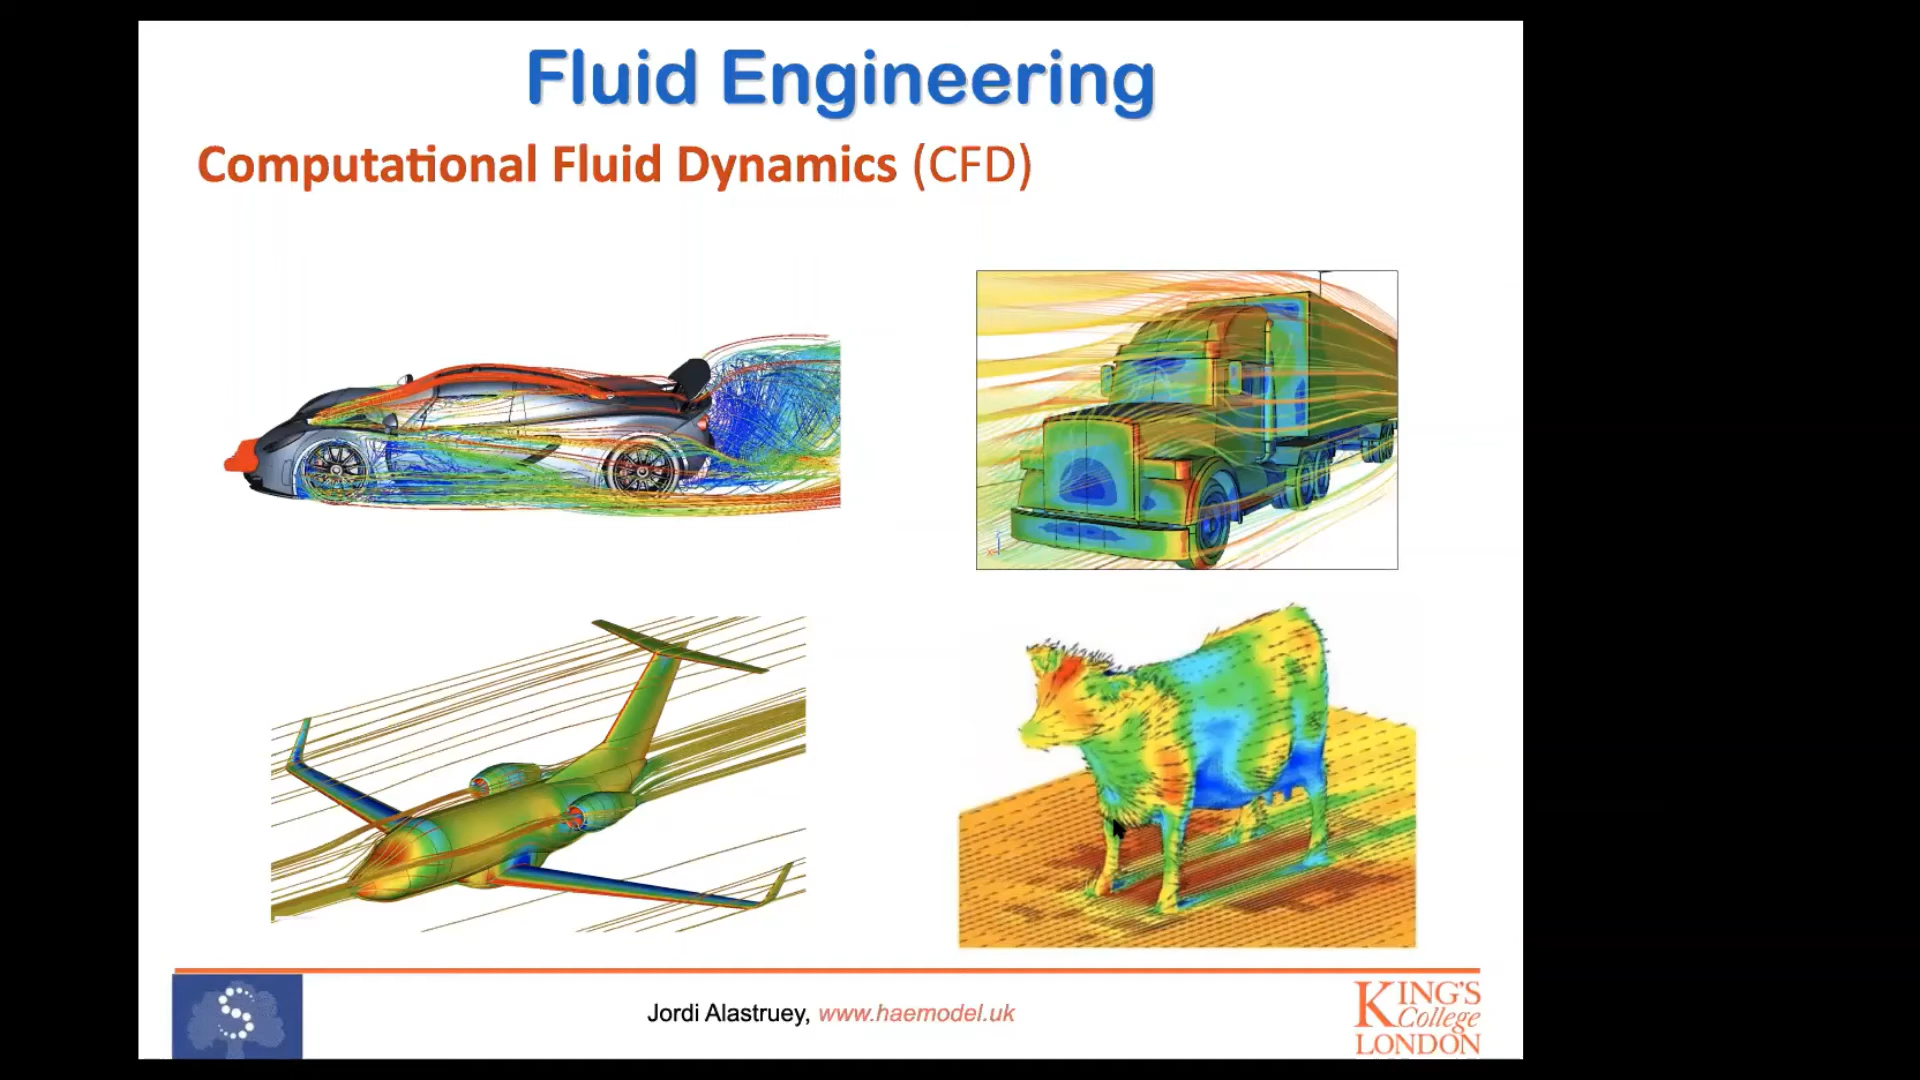 Fluid Engineering
Computational Fluid Dynamics (CFD)
Jordi Alastruey, www.haemodel.uk
KING'S
College
LONDON